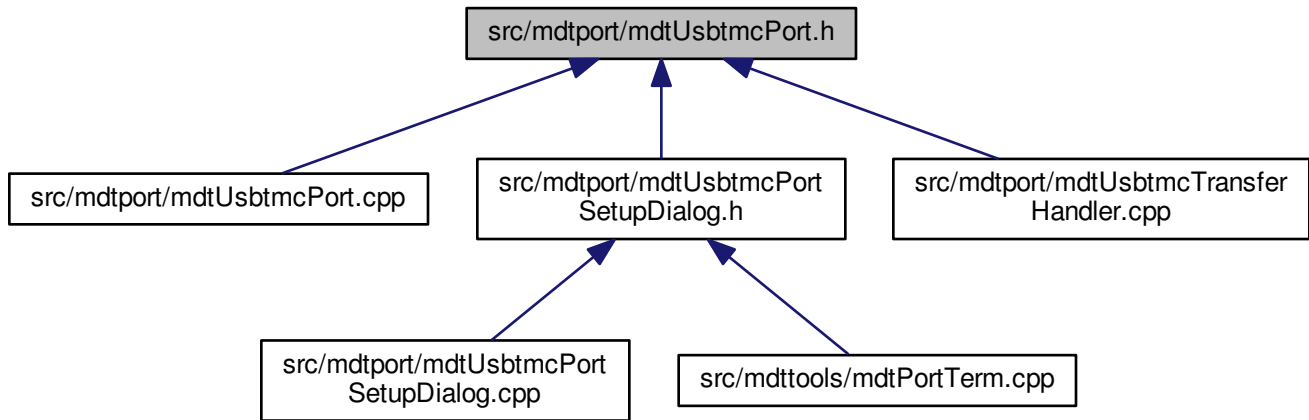 src/mdtport/mdtUsbtmcPort.h
src/mdtport/mdtUsbtmcPort.cpp
src/mdtport/mdtUsbtmcPort
SetupDialog.h
src/mdtport/mdtUsbtmcTransfer
Handler.cpp
src/mdtport/mdtUsbtmcPort
SetupDialog.cpp
src/mdttools/mdtPortTerm.cpp